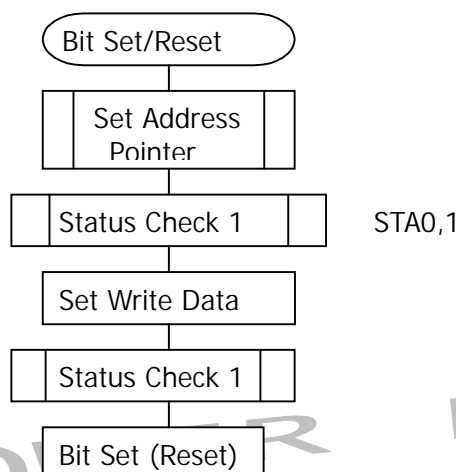 Bit Set/Reset
Set Address
Pointer
Status Check 1
STA0,1
Set Write Data
Status Check 1
Bit Set (Reset)